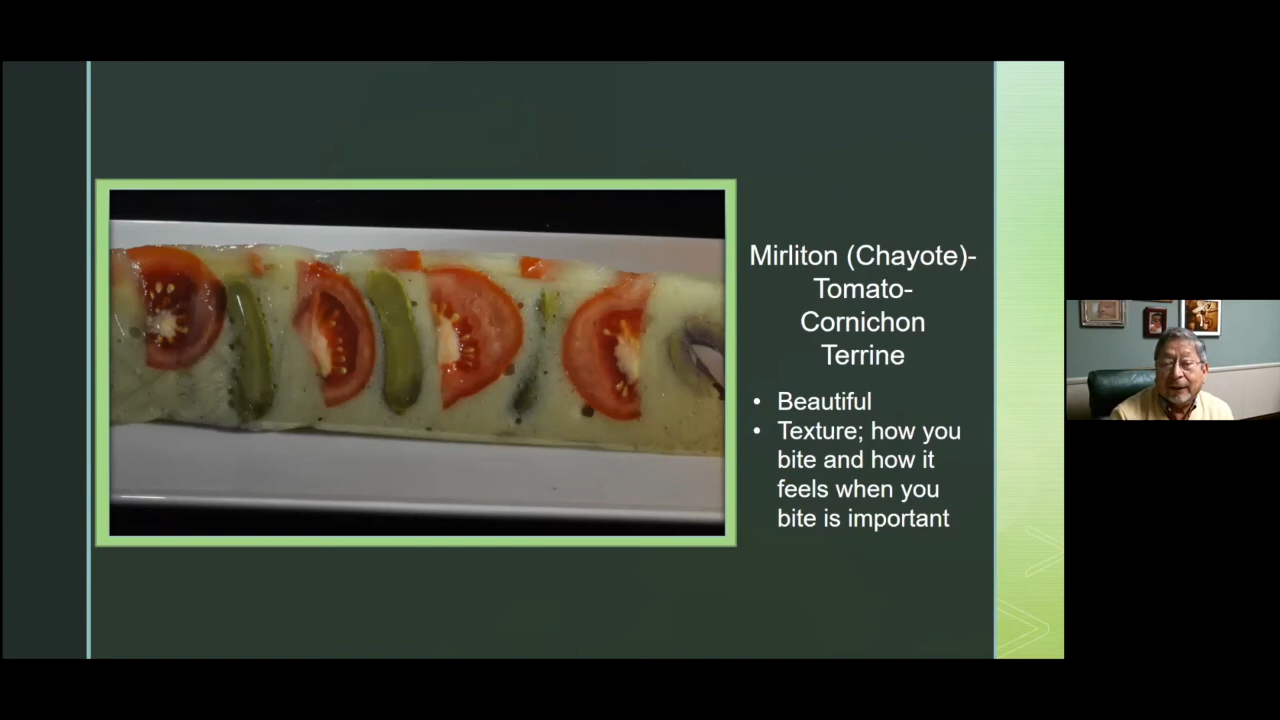 Mirliton (Chayote)-
Tomato-
Cornichon
Terrine
• Beautiful
• Texture; how you
bite and how it
feels when you
bite is important